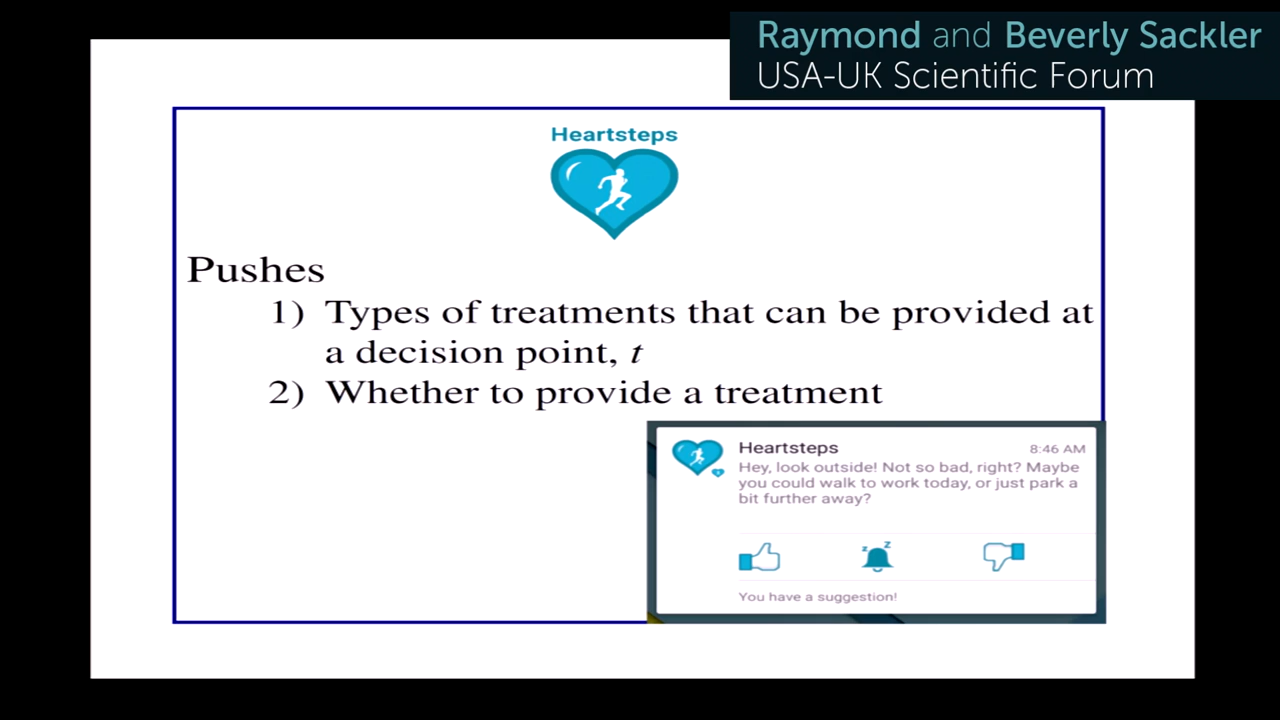 Raymond and Beverly Sackler
USA-UK Scientific Forum
Heartsteps
Pushes
1) Types of treatments that can be provided at
a decision point, t
2) Whether to provide a treatment
Heartsteps 8:46 AM
Hey, look outside! Not so bad, right? Maybe
you could walk to work today, or just park a
bit further away?
z z
You have a suggestion!